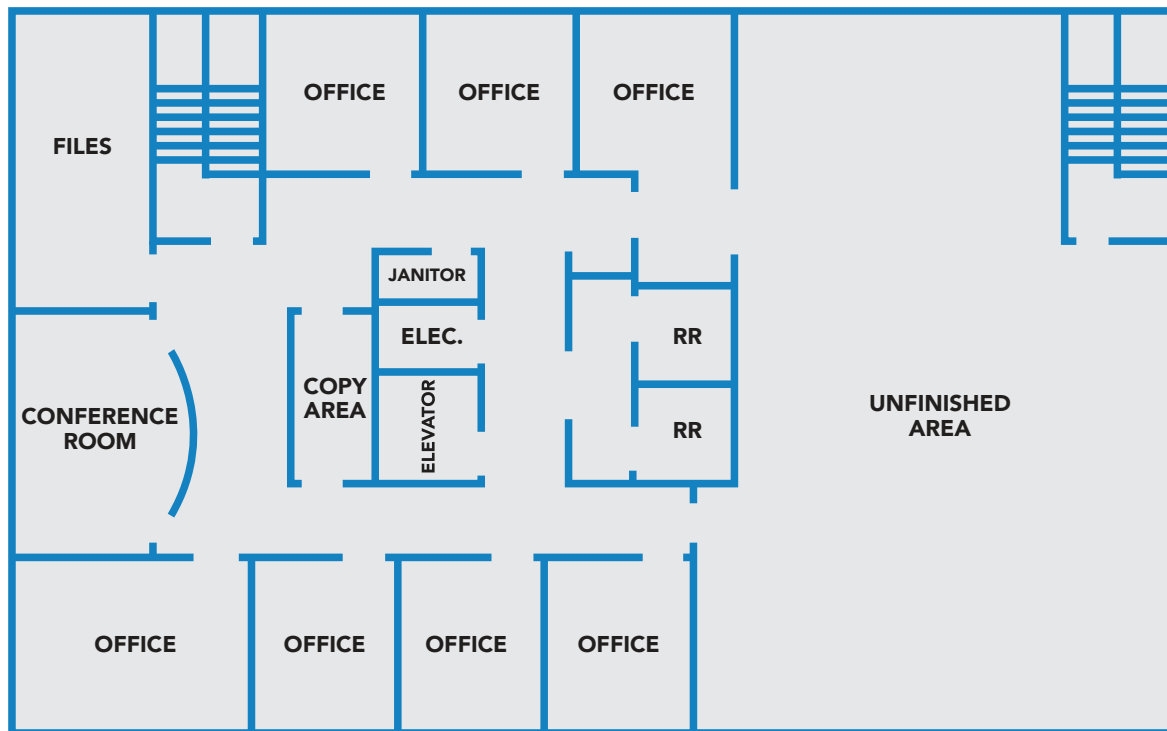 OFFICE
OFFICE
OFFICE
FILES
JANITOR
ELEC.
RR
COPY
AREA
ELEVATOR
CONFERENCE
ROOM
RR
UNFINISHED
AREA
OFFICE
OFFICE
OFFICE
OFFICE